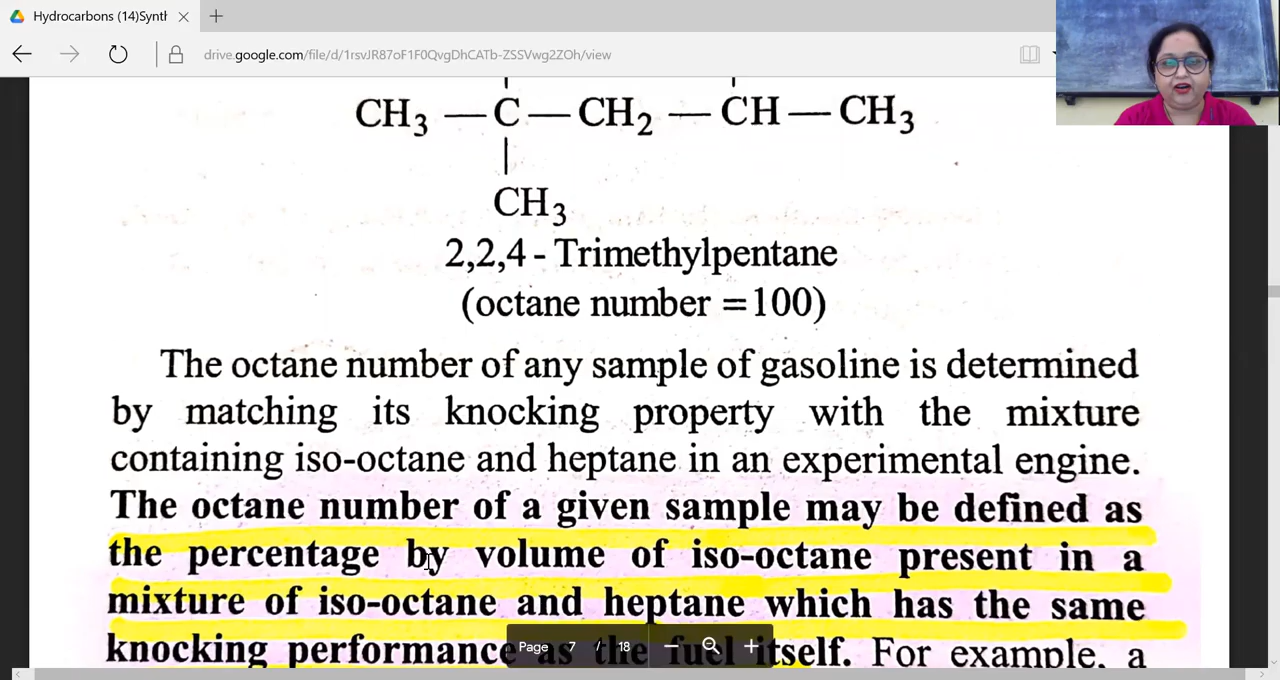 Hydrocarbons (14)Synth
drive.google.com/file/d/1rsvJR87oF1F0QvgDhCATb-ZSSVwg2ZOh/view
CH3 — C — CH2 — CH — CH3
CH3
2,2,4 - Trimethylpentane
(octane number = 100)
The octane number of any sample of gasoline is determined
by matching its knocking property with the mixture
containing iso-octane and heptane in an experimental engine.
The octane number of a given sample may be defined as
the percentage by volume of iso-octane present in a
mixture of iso-octane and heptane which has the same
knocking performance as the fuel itself. For example, a
Page 7 / 18